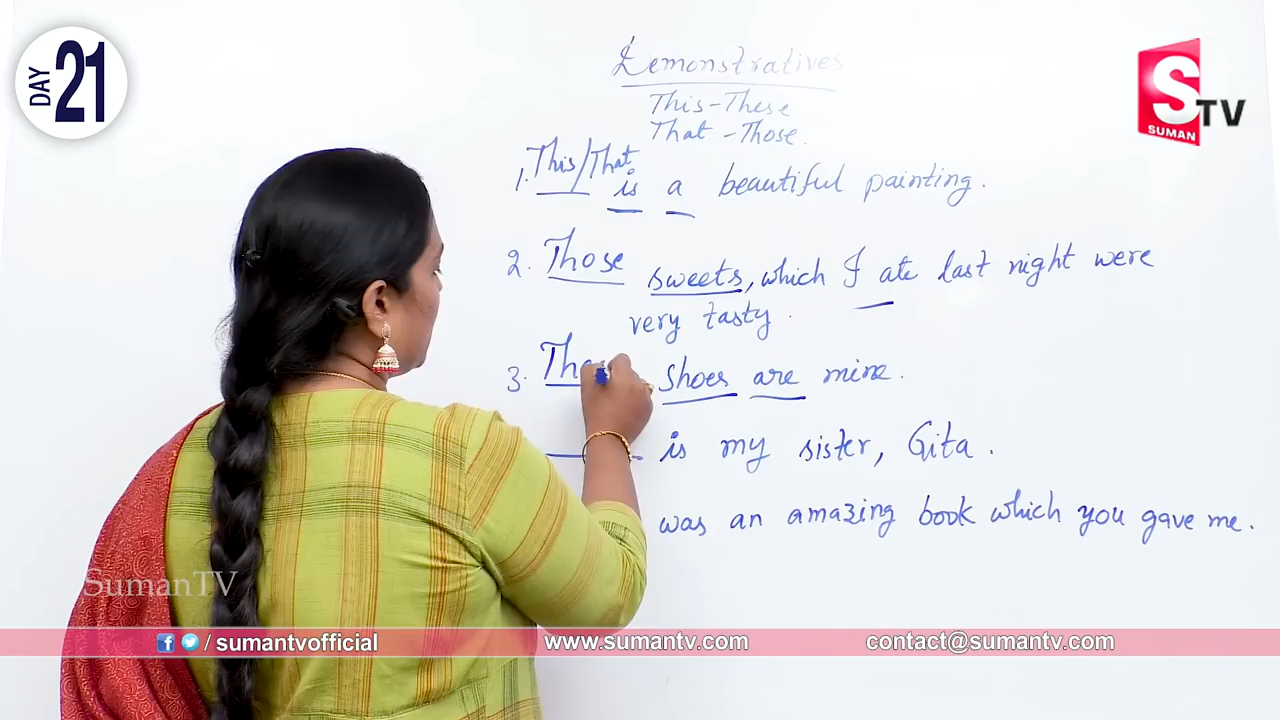 DAY 21
S TV
SUMAN
Demonstratives
This-These
That -Those.
This/That
1. is a beautiful painting.
2. Those sweets, which I ate last night were
very tasty.
3. shoes are mine.
is my sister, Gita.
was an amazing book which you gave me.
SumanTV
/ sumantvofficial www.sumantv.com contact@sumantv.com